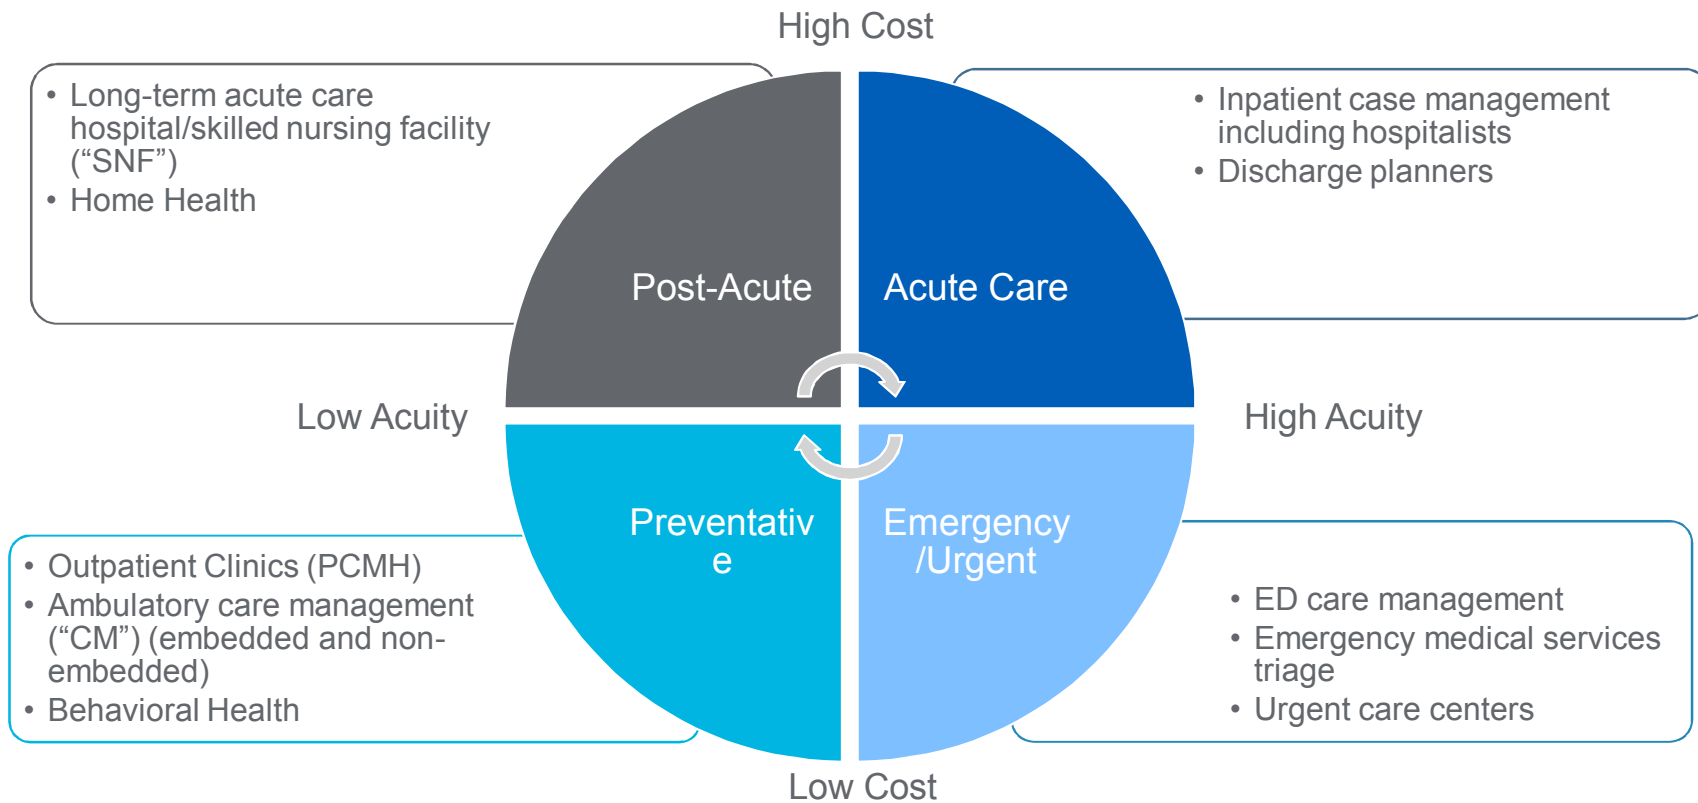 High Cost
• Long-term acute care
hospital/skilled nursing facility
(“SNF”)
• Home Health
• Inpatient case management
including hospitalists
• Discharge planners
Post-Acute
Acute Care
Low Acuity
High Acuity
Preventativ
e
Emergency
/Urgent
• Outpatient Clinics (PCMH)
• Ambulatory care management
(“CM”) (embedded and non-
embedded)
• Behavioral Health
• ED care management
• Emergency medical services
triage
• Urgent care centers
Low Cost